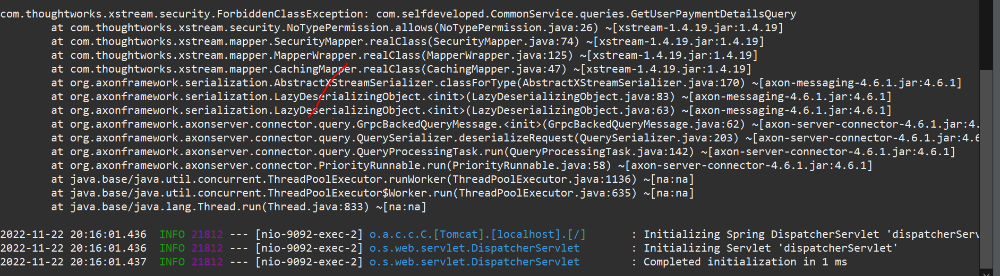 com.thoughtworks.xstream.security.ForbiddenClassException: com.selfdeveloped.CommonService.queries.GetUserPaymentDetailsQuery
at com.thoughtworks.xstream.security.NoTypePermission.allows(NoTypePermission.java:26) ~[xstream-1.4.19.jar:1.4.19]
at com.thoughtworks.xstream.mapper.SecurityMapper.realClass(SecurityMapper.java:74) ~[xstream-1.4.19.jar:1.4.19]
at com.thoughtworks.xstream.mapper.MapperWrapper.realClass(MapperWrapper.java:125) ~[xstream-1.4.19.jar:1.4.19]
at com.thoughtworks.xstream.mapper.CachingMapper.realClass(CachingMapper.java:47) ~[xstream-1.4.19.jar:1.4.19]
at org.axonframework.serialization.AbstractXStreamSerializer.classForType(AbstractXStreamSerializer.java:170) ~[axon-messaging-4.6.1.jar:4.6.1]
at org.axonframework.serialization.LazyDeserializingObject.<init>(LazyDeserializingObject.java:83) ~[axon-messaging-4.6.1.jar:4.6.1]
at org.axonframework.serialization.LazyDeserializingObject.<init>(LazyDeserializingObject.java:63) ~[axon-messaging-4.6.1.jar:4.6.1]
at org.axonframework.axonserver.connector.query.GrpcBackedQueryMessage.<init>(GrpcBackedQueryMessage.java:62) ~[axon-server-connector-4.6.1.jar:4.
at org.axonframework.axonserver.connector.query.QuerySerializer.deserializeRequest(QuerySerializer.java:203) ~[axon-server-connector-4.6.1.jar:4.6
at org.axonframework.axonserver.connector.query.QueryProcessingTask.run(QueryProcessingTask.java:142) ~[axon-server-connector-4.6.1.jar:4.6.1]
at org.axonframework.axonserver.connector.PriorityRunnable.run(PriorityRunnable.java:58) ~[axon-server-connector-4.6.1.jar:4.6.1]
at java.base/java.util.concurrent.ThreadPoolExecutor.runWorker(ThreadPoolExecutor.java:1136) ~[na:na]
at java.base/java.util.concurrent.ThreadPoolExecutor$Worker.run(ThreadPoolExecutor.java:635) ~[na:na]
at java.base/java.lang.Thread.run(Thread.java:833) ~[na:na]
2022-11-22 20:16:01.436 INFO 21812 --- [nio-9092-exec-2] o.a.c.c.C.[Tomcat].[localhost].[/] : Initializing Spring DispatcherServlet 'dispatcherServ
2022-11-22 20:16:01.436 INFO 21812 --- [nio-9092-exec-2] o.s.web.servlet.DispatcherServlet : Initializing Servlet 'dispatcherServlet'
2022-11-22 20:16:01.437 INFO 21812 --- [nio-9092-exec-2] o.s.web.servlet.DispatcherServlet : Completed initialization in 1 ms